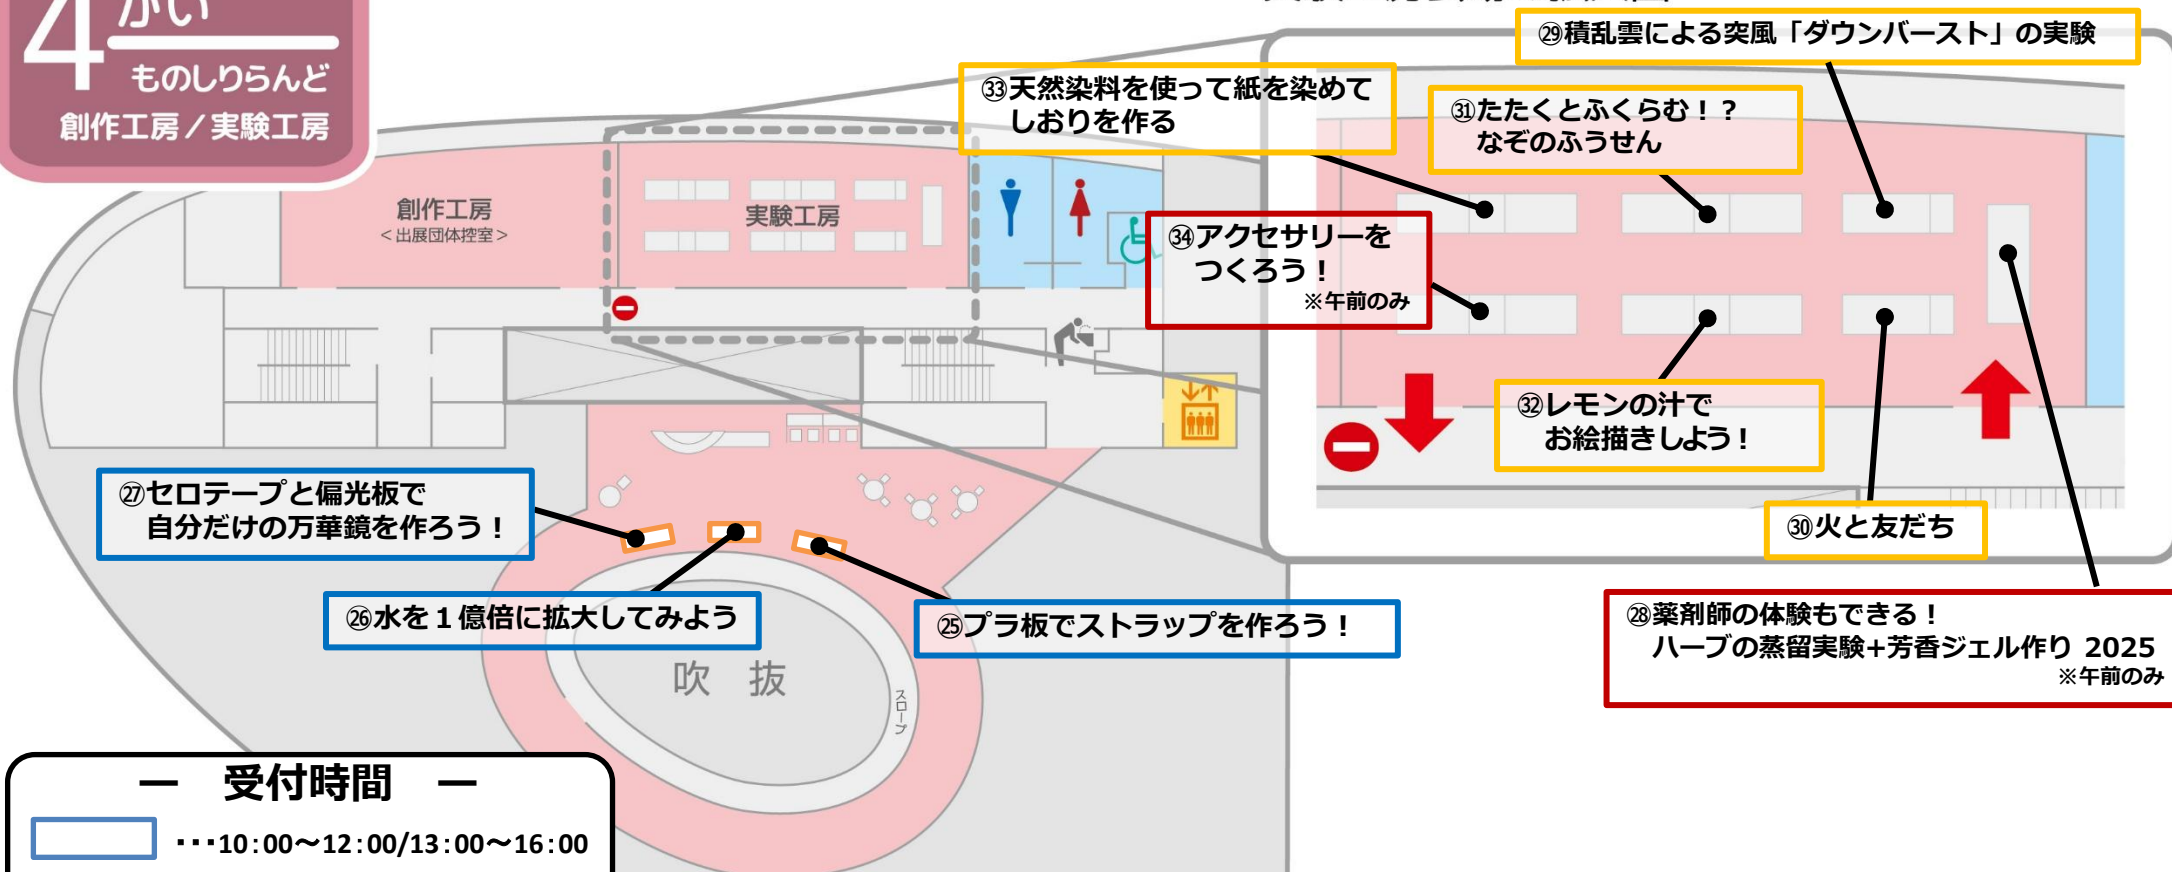 4かい
ものしりらんど
創作工房／実験工房
㉙積乱雲による突風「ダウンバースト」の実験
㉝天然染料を使って紙を染めて
しおりを作る
㉛たたくとふくらむ！？
なぞのふうせん
創作工房
＜出展団体控室＞
実験工房
㉞アクセサリーを
つくろう！
※午前のみ
㉜レモンの汁で
お絵描きしよう！
㉚火と友だち
㉗セロテープと偏光板で
自分だけの万華鏡を作ろう！
㉖水を１億倍に拡大してみよう
㉕プラ板でストラップを作ろう！
㉘薬剤師の体験もできる！
ハーブの蒸留実験+芳香ジェル作り 2025
※午前のみ
吹 抜
スロープ
ー 受付時間 ー
･･･10:00～12:00/13:00～16:00